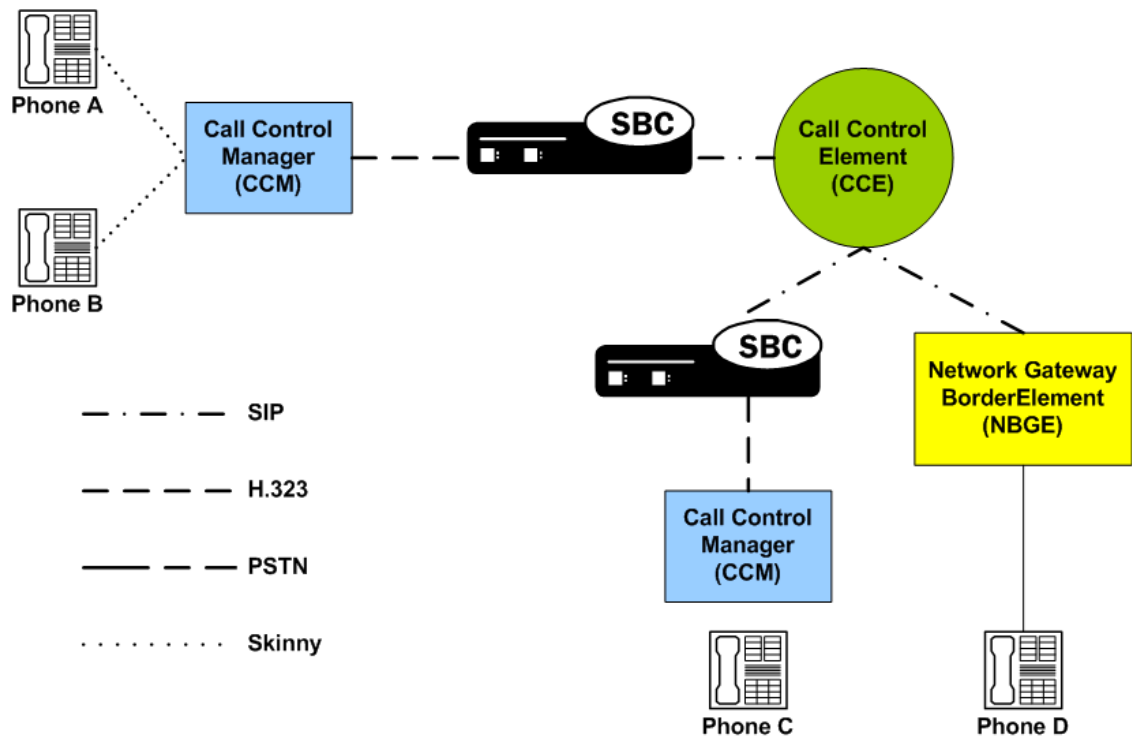 Phone A
Call Control
Manager
(CCM)
SBC
Call Control
Element
(CCE)
Phone B
SBC
Network Gateway
BorderElement
(NBGE)
SIP
H.323
Call Control
Manager
(CCM)
PSTN
Skinny
Phone C
Phone D